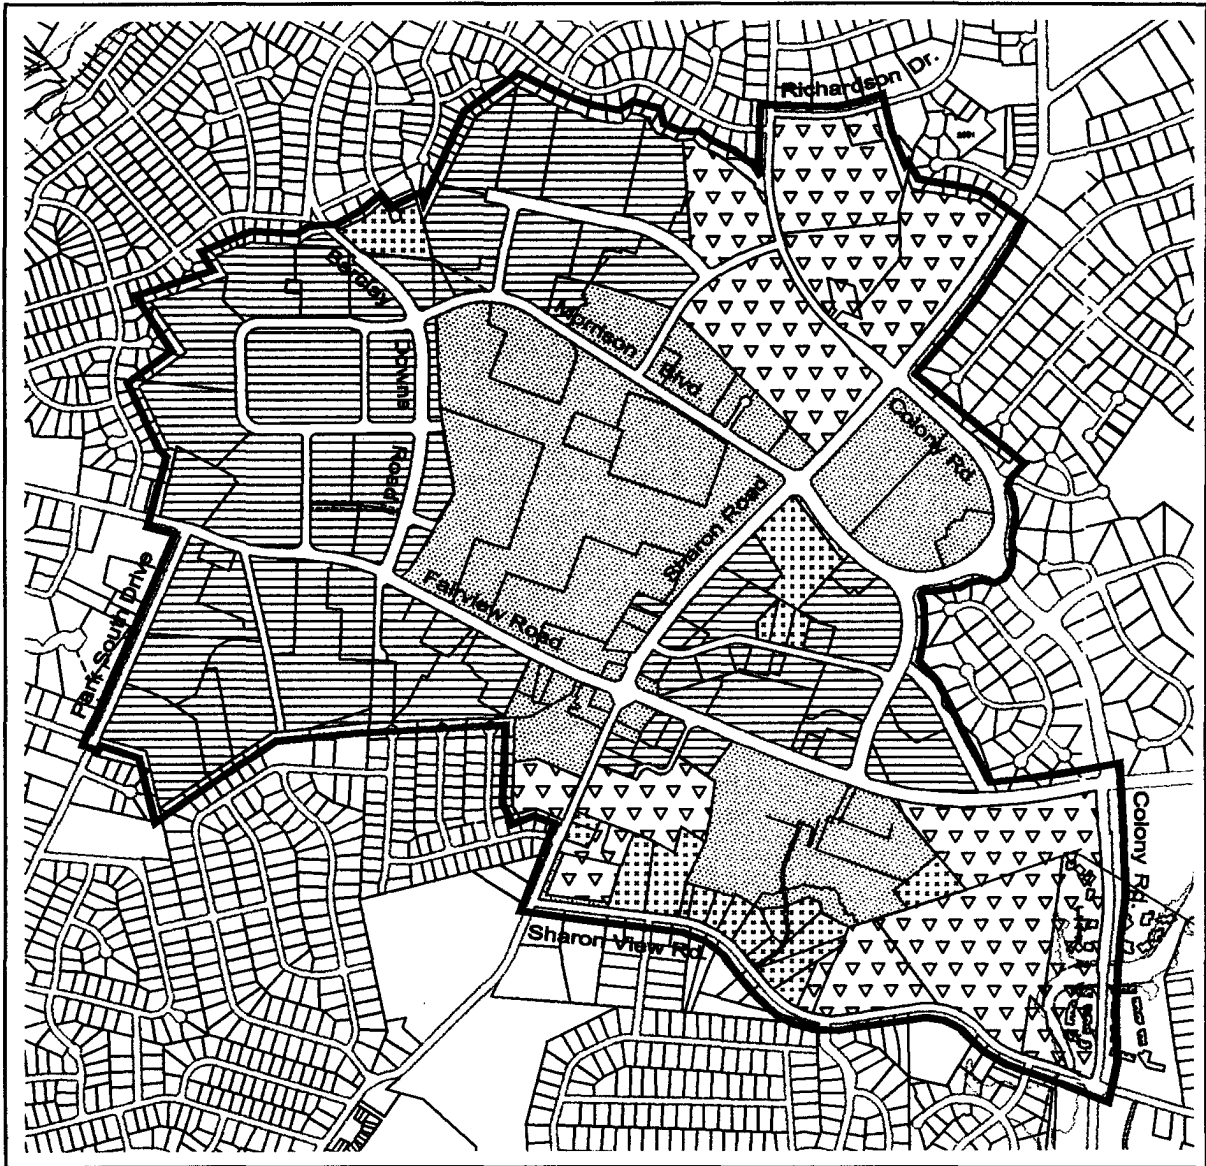 Richardson Dr.
Barclay
Downs
Road
Morrison
Blvd.
Colony Rd.
Sharon Road
Fairview Road
Park South Drive
Colony Rd.
Sharon View Rd.